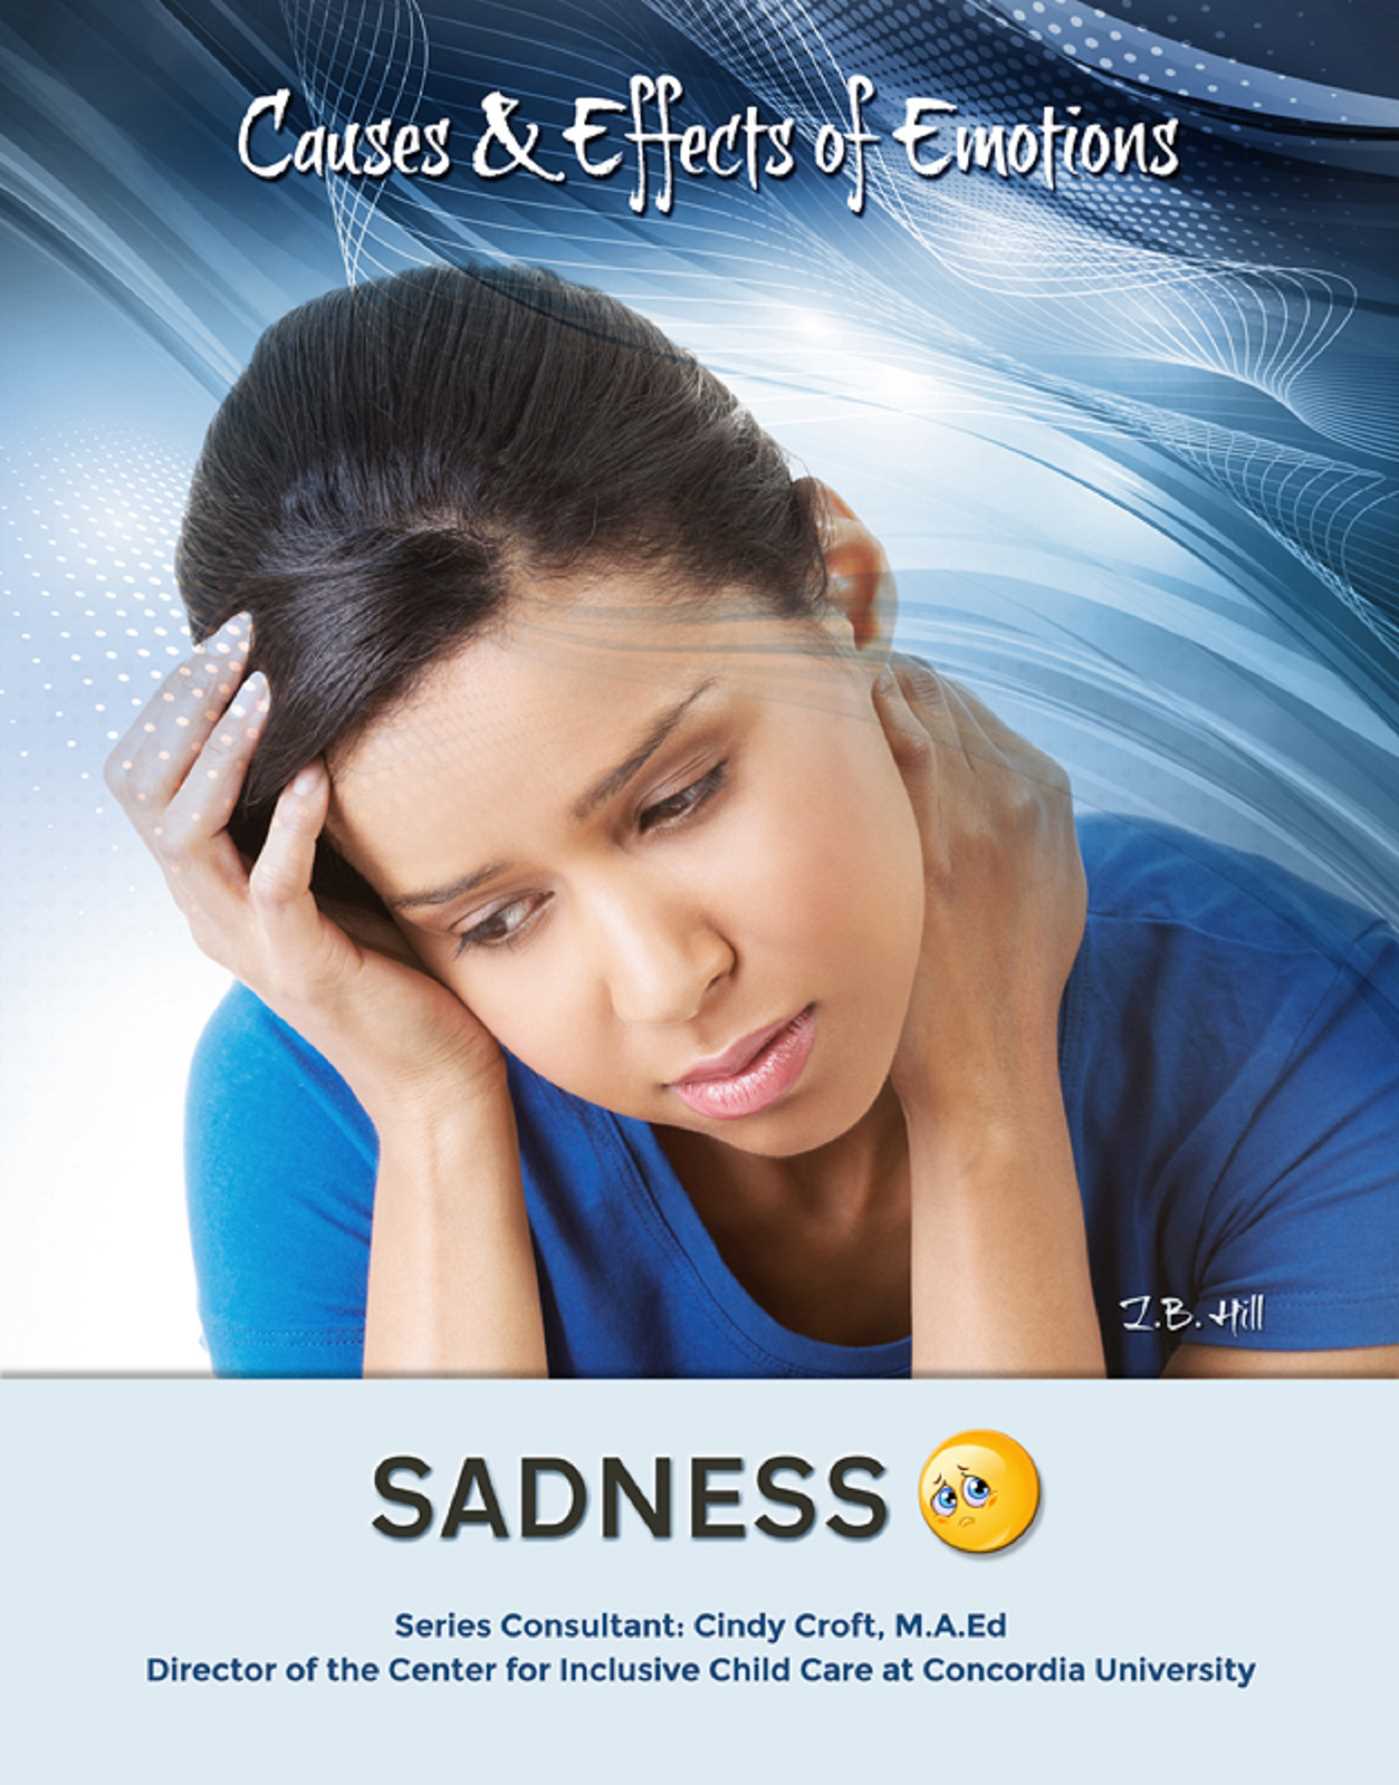 Causes & Effects of Emotions
Z.B. Hill
SADNESS
Series Consultant: Cindy Croft, M.A.Ed
Director of the Center for Inclusive Child Care at Concordia University